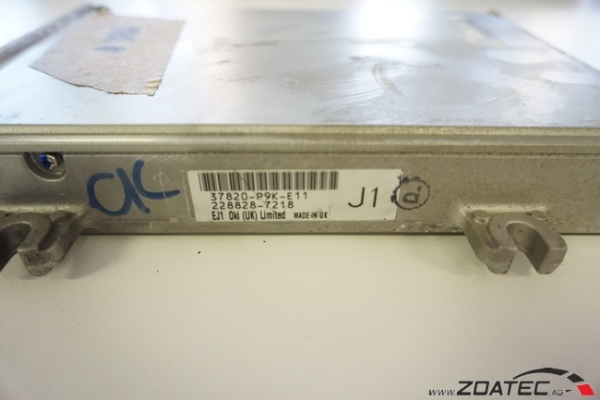 OK
37820-P9K-E11
228828-7218
EJ1 Oki (UK) Limited MADE-IN UK
J1
d
WWW.ZOATEC.AG